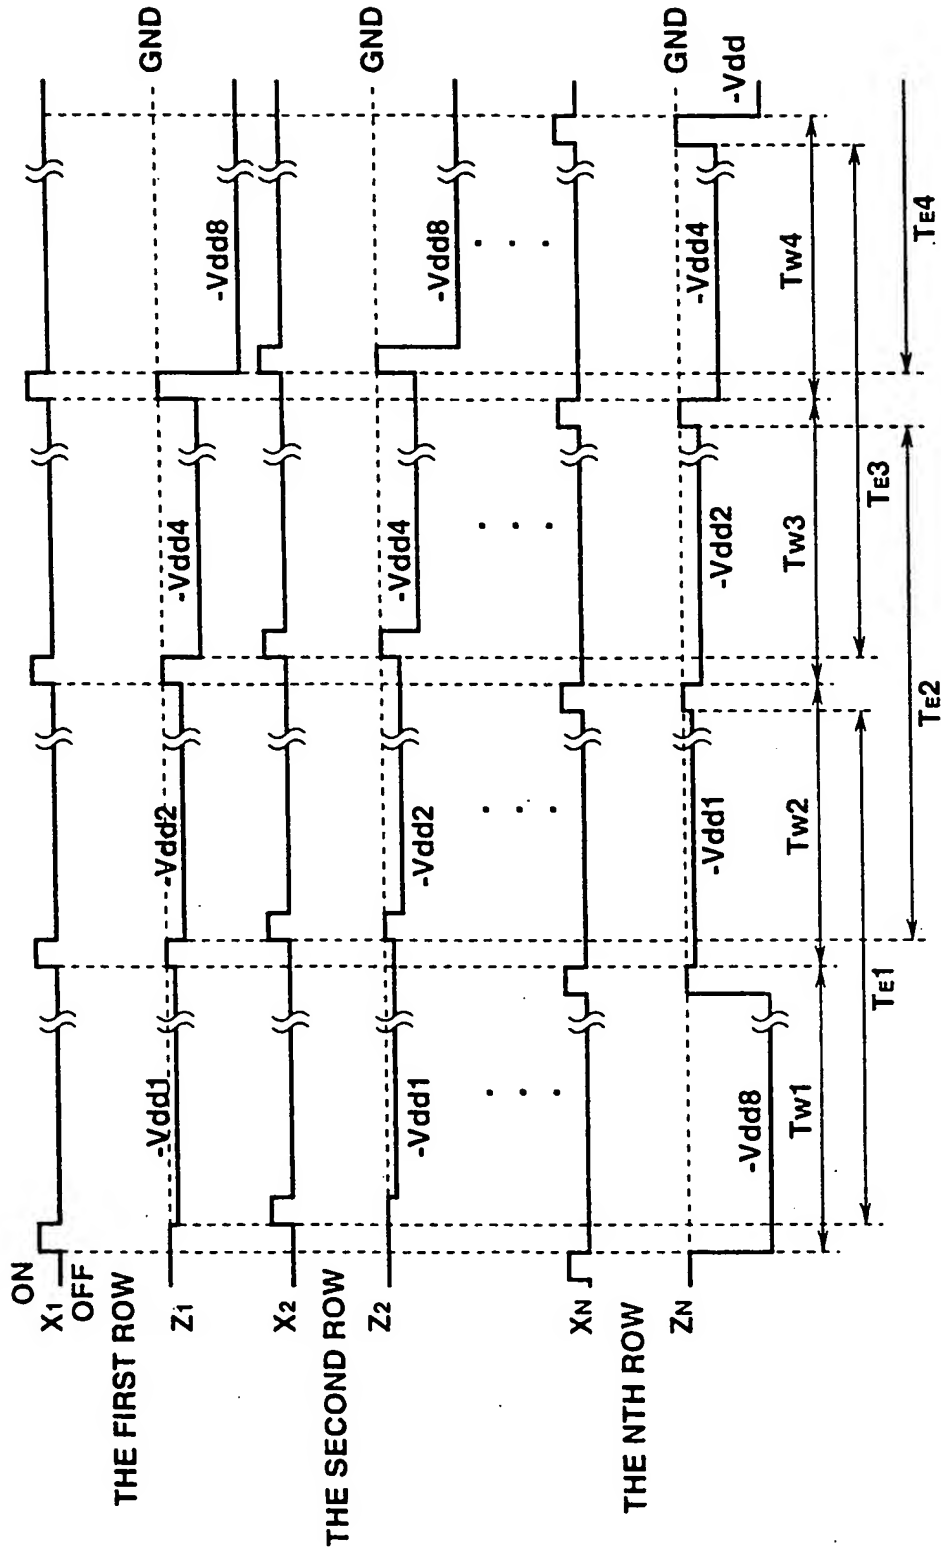 ON
X1
OFF
THE FIRST ROW
Z1
-Vdd1
-Vdd2
-Vdd4
-Vdd8
GND
X2
THE SECOND ROW
Z2
-Vdd1
-Vdd2
-Vdd4
-Vdd8
GND
. . .
. . .
. . .
. . .
XN
THE NTH ROW
ZN
-Vdd8
-Vdd1
-Vdd2
-Vdd4
-Vdd
GND
Tw1
Tw2
Tw3
Tw4
TE1
TE3
TE2
TE4